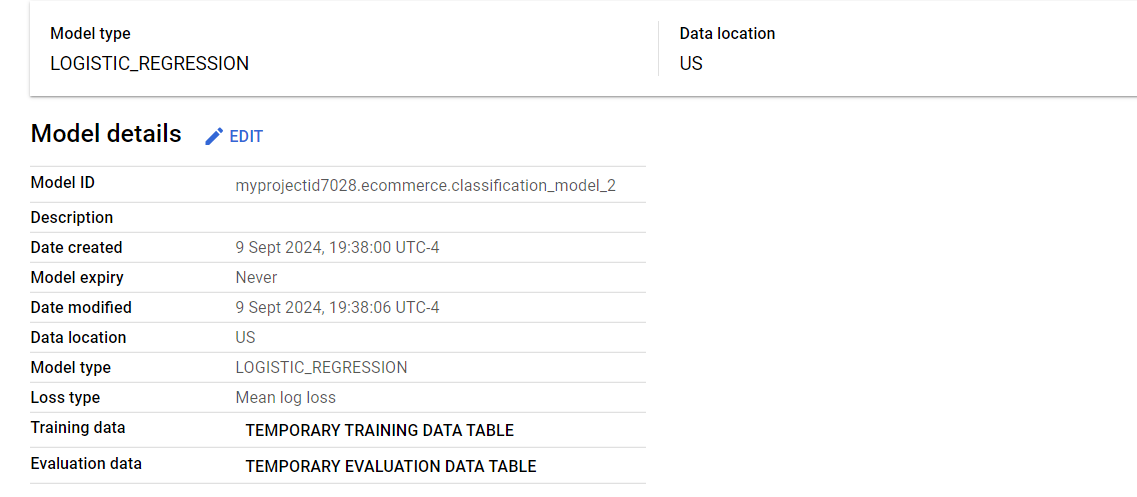 Model type
Data location
LOGISTIC_REGRESSION
US
Model details
EDIT
Model ID myprojectid7028.ecommerce.classification_model_2
Description
Date created 9 Sept 2024, 19:38:00 UTC-4
Model expiry Never
Date modified 9 Sept 2024, 19:38:06 UTC-4
Data location US
Model type LOGISTIC_REGRESSION
Loss type Mean log loss
Training data TEMPORARY TRAINING DATA TABLE
Evaluation data TEMPORARY EVALUATION DATA TABLE